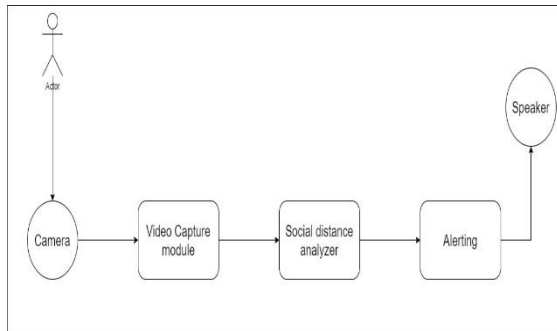 Actor
Speaker
Camera
Video Capture
module
Social distance
analyzer
Alerting